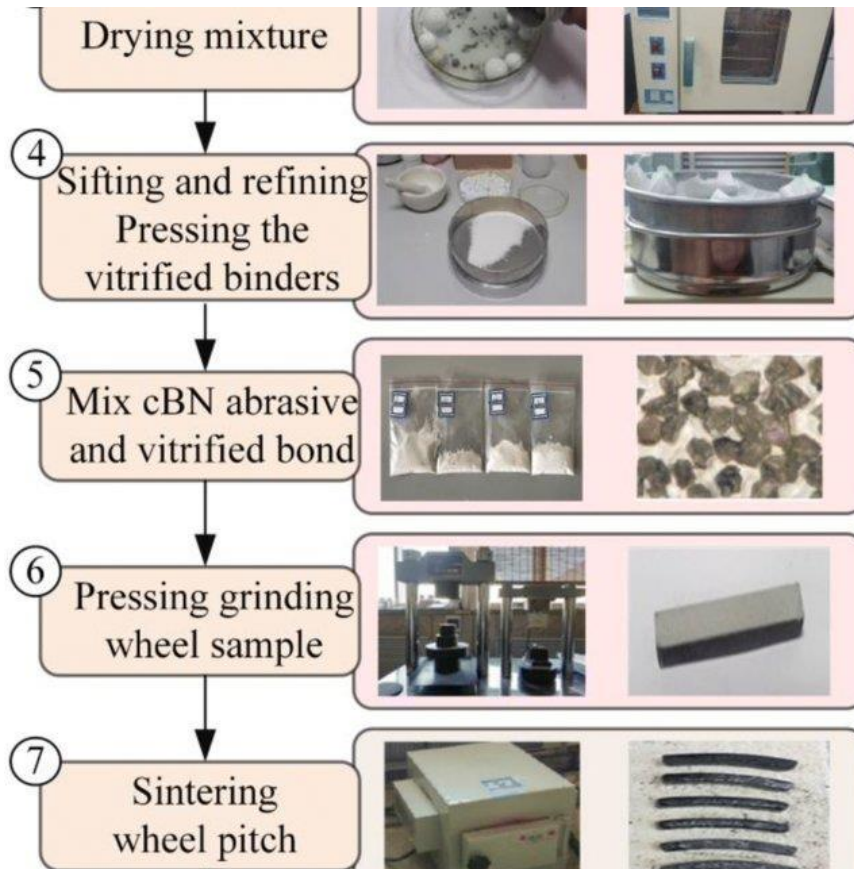 Drying mixture
4
Sifting and refining
Pressing the
vitrified binders
5
Mix cBN abrasive
and vitrified bond
6
Pressing grinding
wheel sample
7
Sintering
wheel pitch